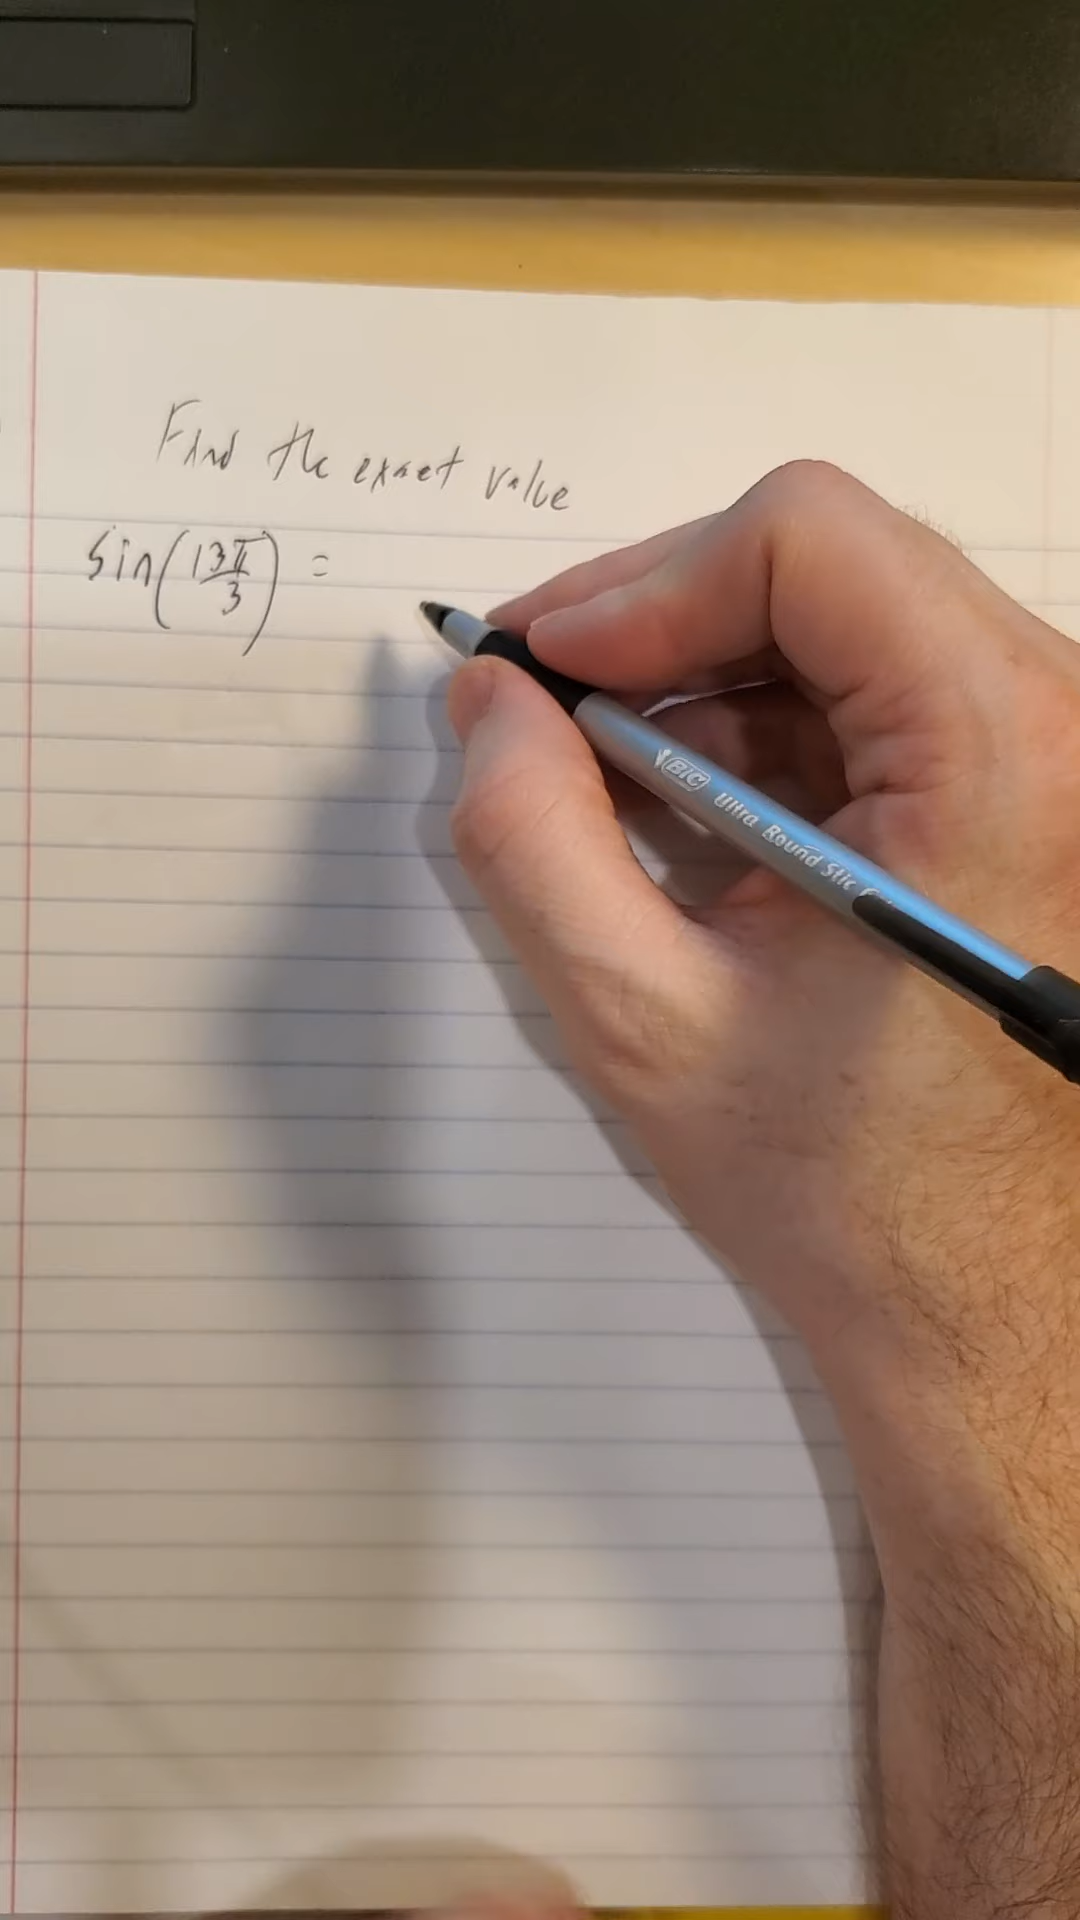 Find the exact value
sin(13π/3) =
BIC Ultra Round Stic